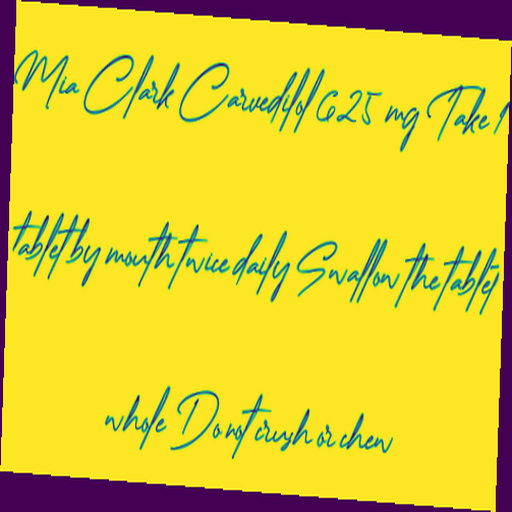 Mia Clark Carvedilol 6.25 mg Take 1
tablet by mouth twice daily Swallow the tablet
whole Do not crush or chew